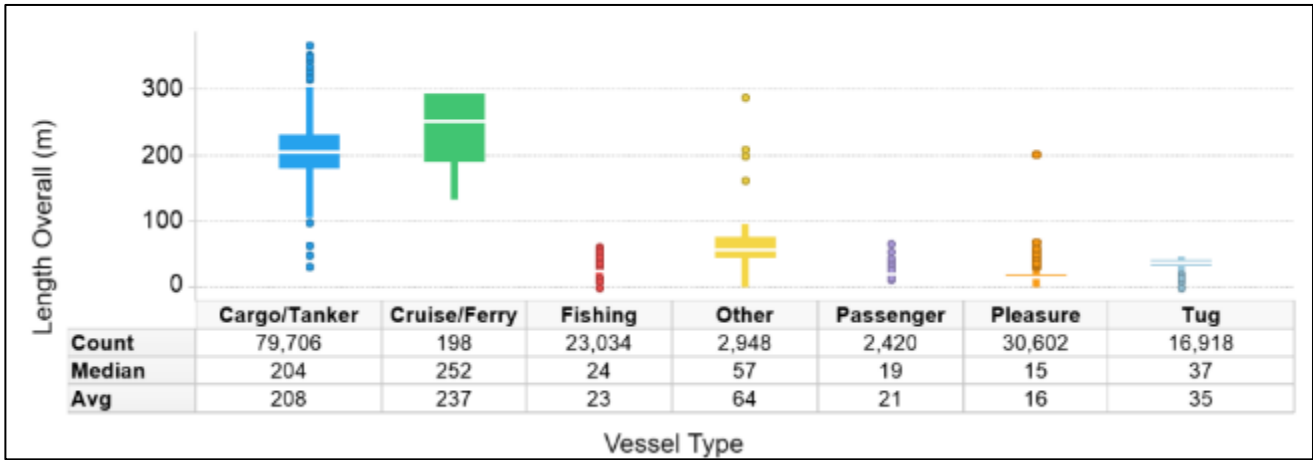 Length Overall (m)
300
200
100
0
Cargo/Tanker Cruise/Ferry Fishing Other Passenger Pleasure Tug
Count 79,706 198 23,034 2,948 2,420 30,602 16,918
Median 204 252 24 57 19 15 37
Avg 208 237 23 64 21 16 35
Vessel Type